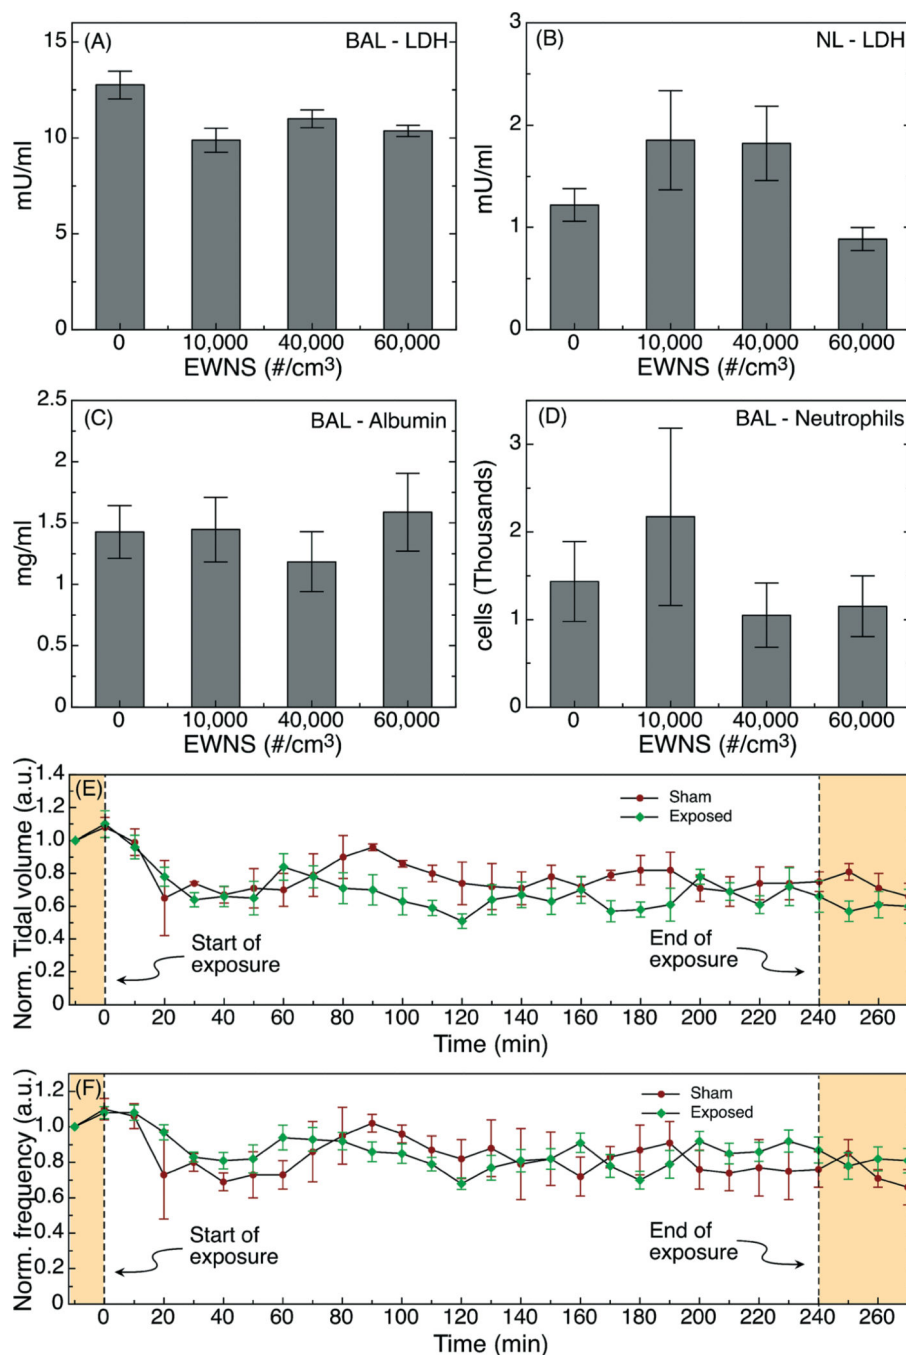 (A) BAL - LDH
15
10
5
0
mU/ml
0 10,000 40,000 60,000
EWNS (#/cm³)
(B) NL - LDH
3
2
1
0
mU/ml
0 10,000 40,000 60,000
EWNS (#/cm³)
(C) BAL - Albumin
2.5
1.5
1
0.5
0
mg/ml
0 10,000 40,000 60,000
EWNS (#/cm³)
(D) BAL - Neutrophils
3
2
1
0
cells (Thousands)
0 10,000 40,000 60,000
EWNS (#/cm³)
(E)
Sham
Exposed
1.4
1.2
1.0
0.8
0.6
0.4
0.2
0
Norm. Tidal volume (a.u.)
Start of
exposure
End of
exposure
0 20 40 60 80 100 120 140 160 180 200 220 240 260
Time (min)
(F)
Sham
Exposed
1.2
1.0
0.8
0.6
0.4
0.2
0
Norm. frequency (a.u.)
Start of
exposure
End of
exposure
0 20 40 60 80 100 120 140 160 180 200 220 240 260
Time (min)